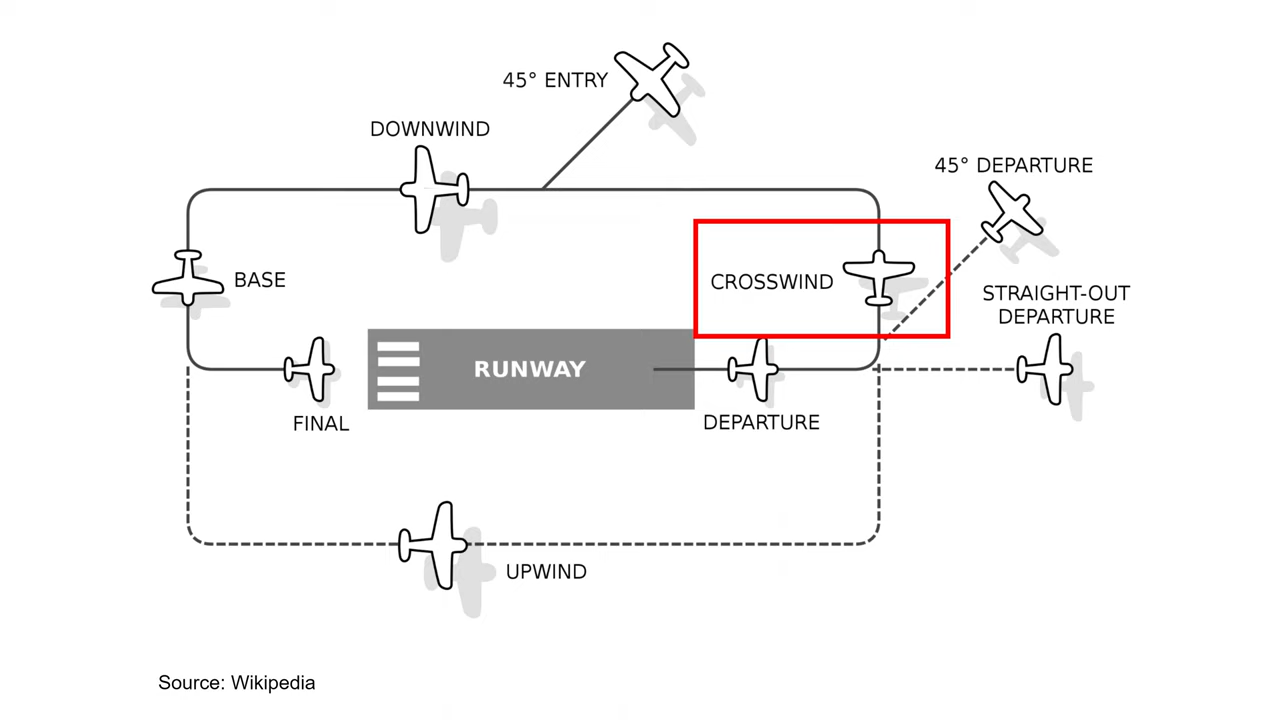 45° ENTRY
DOWNWIND
45° DEPARTURE
BASE
CROSSWIND
STRAIGHT-OUT
DEPARTURE
RUNWAY
FINAL
DEPARTURE
UPWIND
Source: Wikipedia